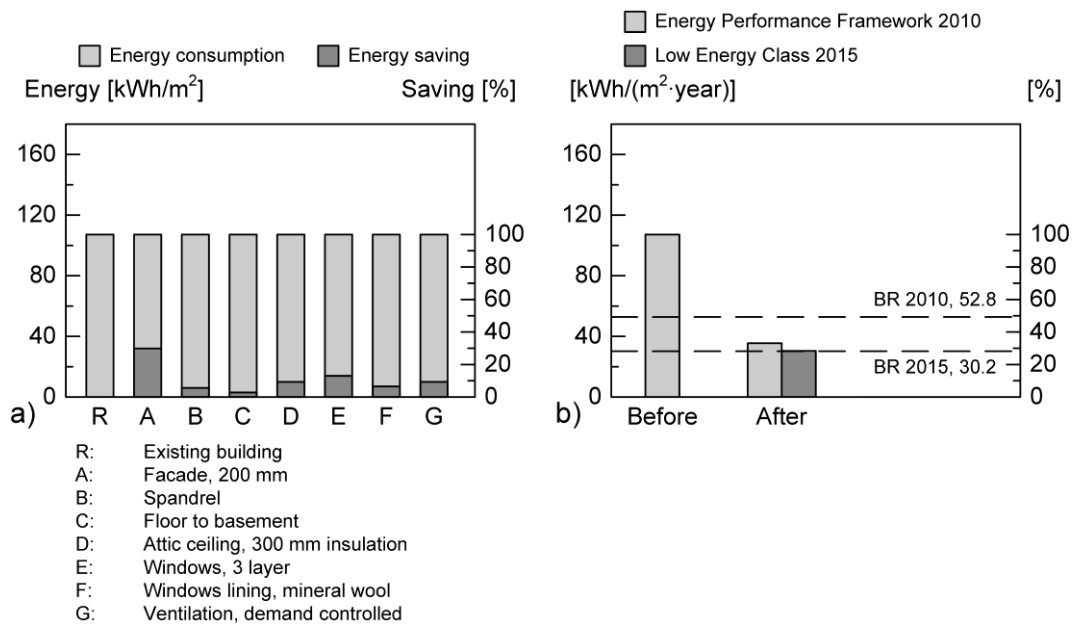 Energy consumption Energy saving
Energy [kWh/m²] Saving [%]
160
120
80
40
0
100
80
60
40
20
0
R A B C D E F G
a)
R: Existing building
A: Facade, 200 mm
B: Spandrel
C: Floor to basement
D: Attic ceiling, 300 mm insulation
E: Windows, 3 layer
F: Windows lining, mineral wool
G: Ventilation, demand controlled
Energy Performance Framework 2010
Low Energy Class 2015
[kWh/(m²·year)] [%]
160
120
80
40
0
100
80
60
40
20
0
BR 2010, 52.8
BR 2015, 30.2
b) Before After